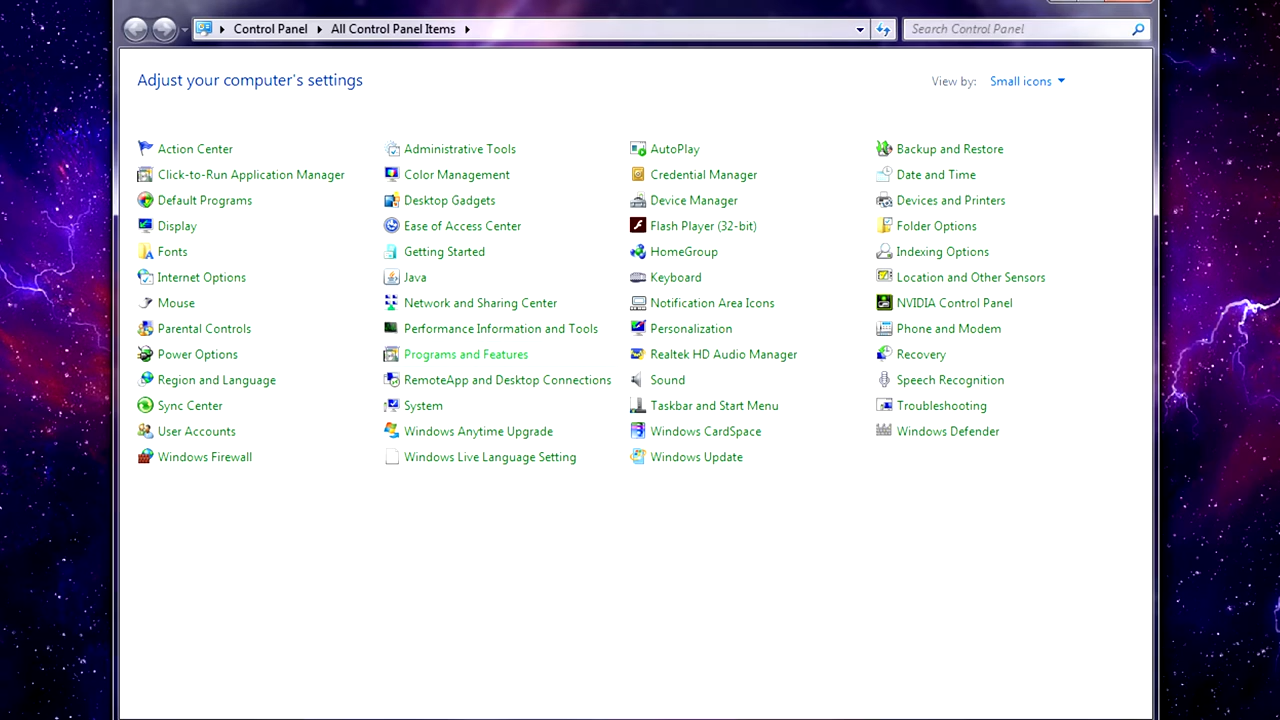 Control Panel All Control Panel Items Search Control Panel
Adjust your computer's settings View by: Small icons
Action Center Administrative Tools AutoPlay Backup and Restore
Click-to-Run Application Manager Color Management Credential Manager Date and Time
Default Programs Desktop Gadgets Device Manager Devices and Printers
Display Ease of Access Center Flash Player (32-bit) Folder Options
Fonts Getting Started HomeGroup Indexing Options
Internet Options Java Keyboard Location and Other Sensors
Mouse Network and Sharing Center Notification Area Icons NVIDIA Control Panel
Parental Controls Performance Information and Tools Personalization Phone and Modem
Power Options Programs and Features Realtek HD Audio Manager Recovery
Region and Language RemoteApp and Desktop Connections Sound Speech Recognition
Sync Center System Taskbar and Start Menu Troubleshooting
User Accounts Windows Anytime Upgrade Windows CardSpace Windows Defender
Windows Firewall Windows Live Language Setting Windows Update